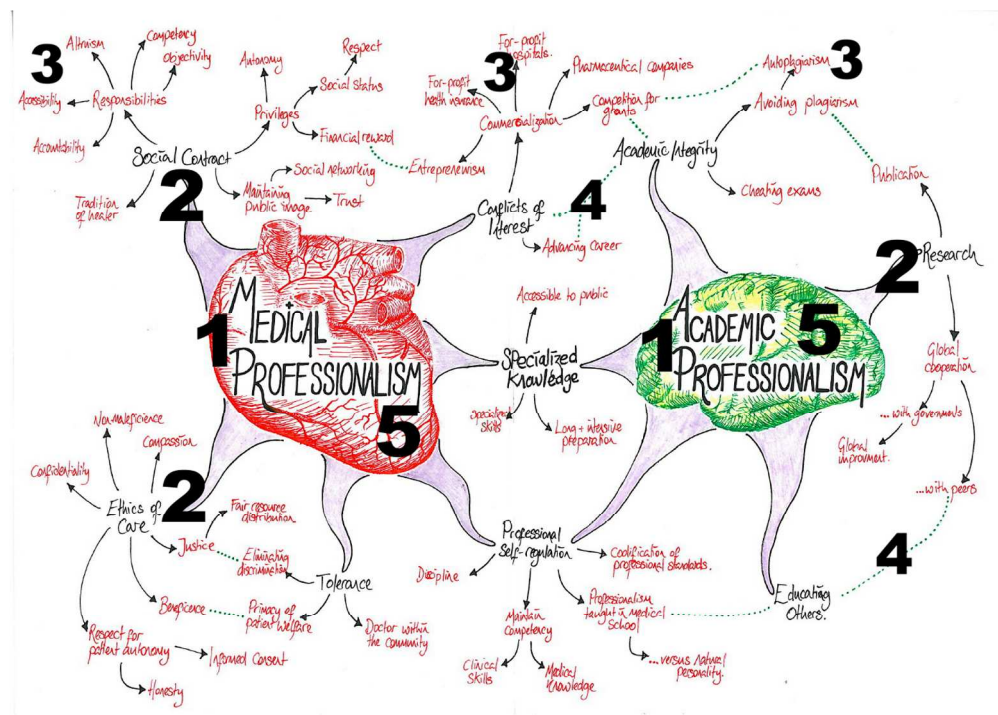 3
Altruism
Competency
Objectivity
Accessibility
Responsibilities
Accountability
Social Contract
2
Tradition
of healer
Autonomy
Respect
Social status
Privileges
Financial reward
Social networking
Maintaining
public image
Trust
For-profit
hospitals.
3
For-profit
health insurance
Pharmaceutical companies
Commercialization
Competition for
grants
Entrepreneurism
Conflicts of
Interest
4
Advancing career
Autoplagiarism
3
Avoiding plagiarism
Academic Integrity
Cheating exams
Publication
2
Research
Global
cooperation
...with governments
Global
improvment.
...with peers
1
Medical
Professionalism
5
Accessible to public
Specialized
Knowledge
Specialized
skills
Long + intensive
preparation
1
Academic
Professionalism
5
Nonmaleficience
Compassion
Confidentiality
2
Ethics of
Care
Fair resource
distribution
Justice
Eliminating
discrimination
Tolerance
Beneficence
Primacy of
patient welfare
Doctor within
the community
Respect for
patient autonomy
Informed Consent
Honesty
Professional
Self-regulation
Discipline
Codification of
professional standards.
Maintain
competency
Clinical
Skills
Medical
Knowledge
Professionalism
taught in medical
School
...versus natural
personality.
4
Educating
Others.